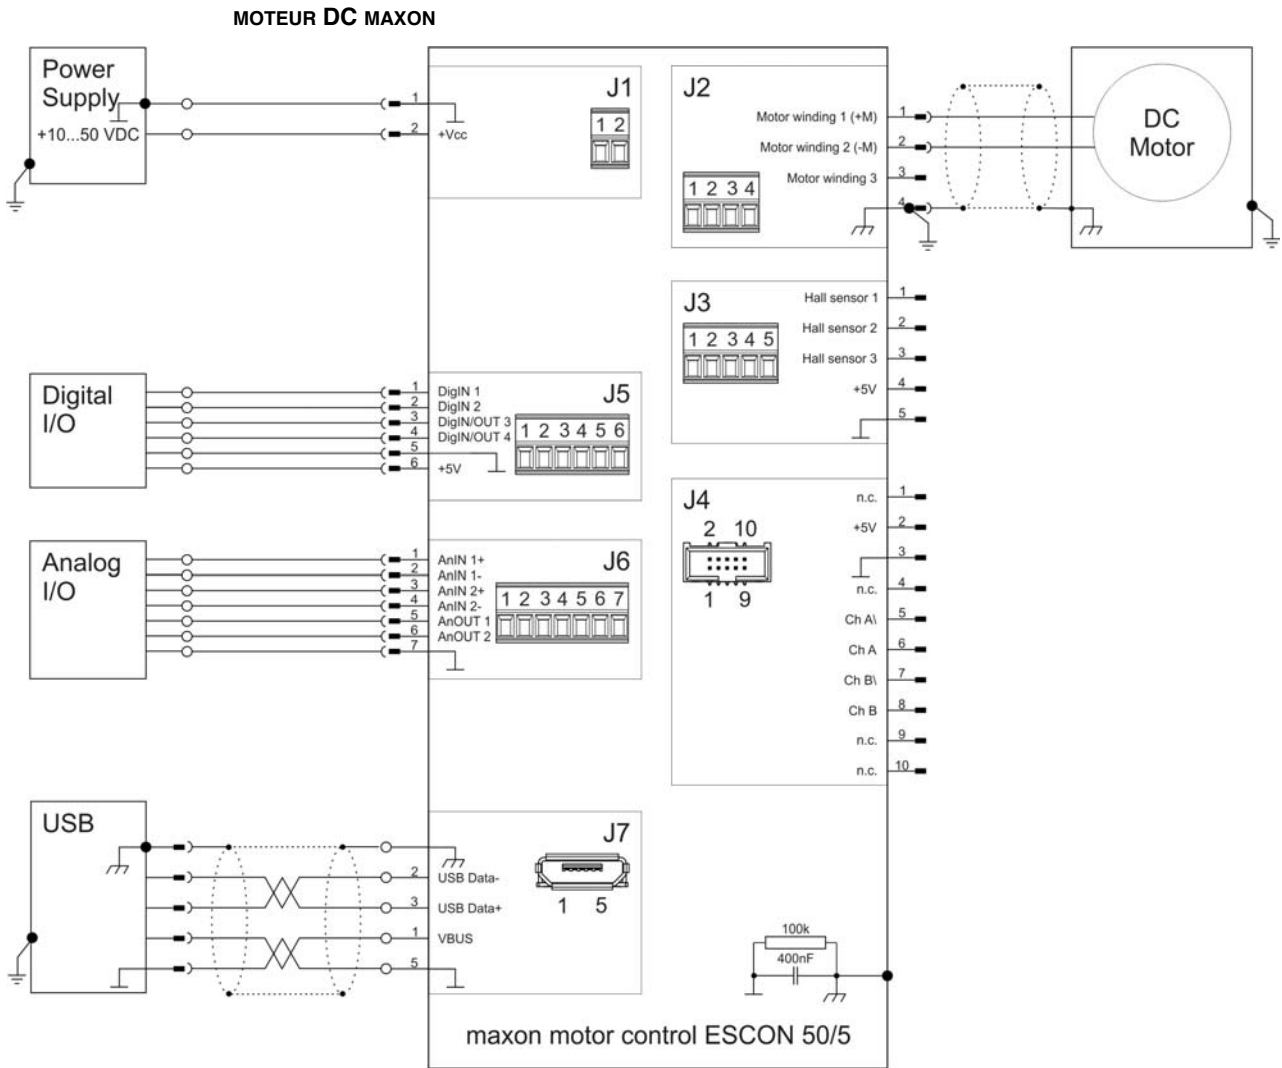 MOTEUR DC MAXON
Power
Supply
+10...50 VDC
1
2
+Vcc
J1
1 2
J2
1 2 3 4
Motor winding 1 (+M)
Motor winding 2 (-M)
Motor winding 3
1
2
3
4
DC
Motor
J3
1 2 3 4 5
Hall sensor 1
Hall sensor 2
Hall sensor 3
+5V
1
2
3
4
5
Digital
I/O
1
2
3
4
5
6
DigIN 1
DigIN 2
DigIN/OUT 3
DigIN/OUT 4
+5V
J5
1 2 3 4 5 6
J4
2 10
1 9
n.c.
+5V
n.c.
Ch A\
Ch A
Ch B\
Ch B
n.c.
n.c.
1
2
3
4
5
6
7
8
9
10
Analog
I/O
1
2
3
4
5
6
7
AnIN 1+
AnIN 1-
AnIN 2+
AnIN 2-
AnOUT 1
AnOUT 2
J6
1 2 3 4 5 6 7
USB
2
3
1
5
USB Data-
USB Data+
VBUS
J7
1 5
100k
400nF
maxon motor control ESCON 50/5